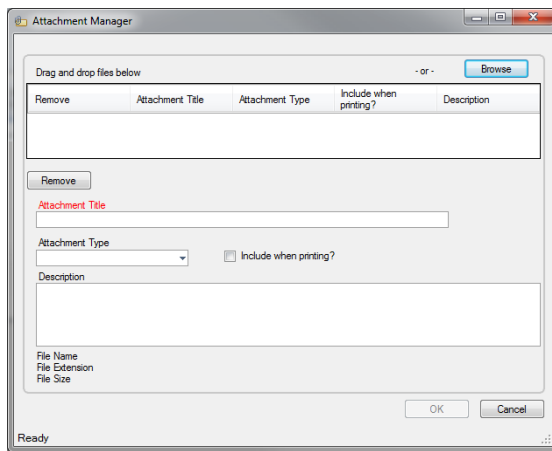 Attachment Manager
Drag and drop files below - or - Browse
Remove Attachment Title Attachment Type Include when printing? Description
Remove
Attachment Title
Attachment Type
Include when printing?
Description
File Name
File Extension
File Size
OK Cancel
Ready